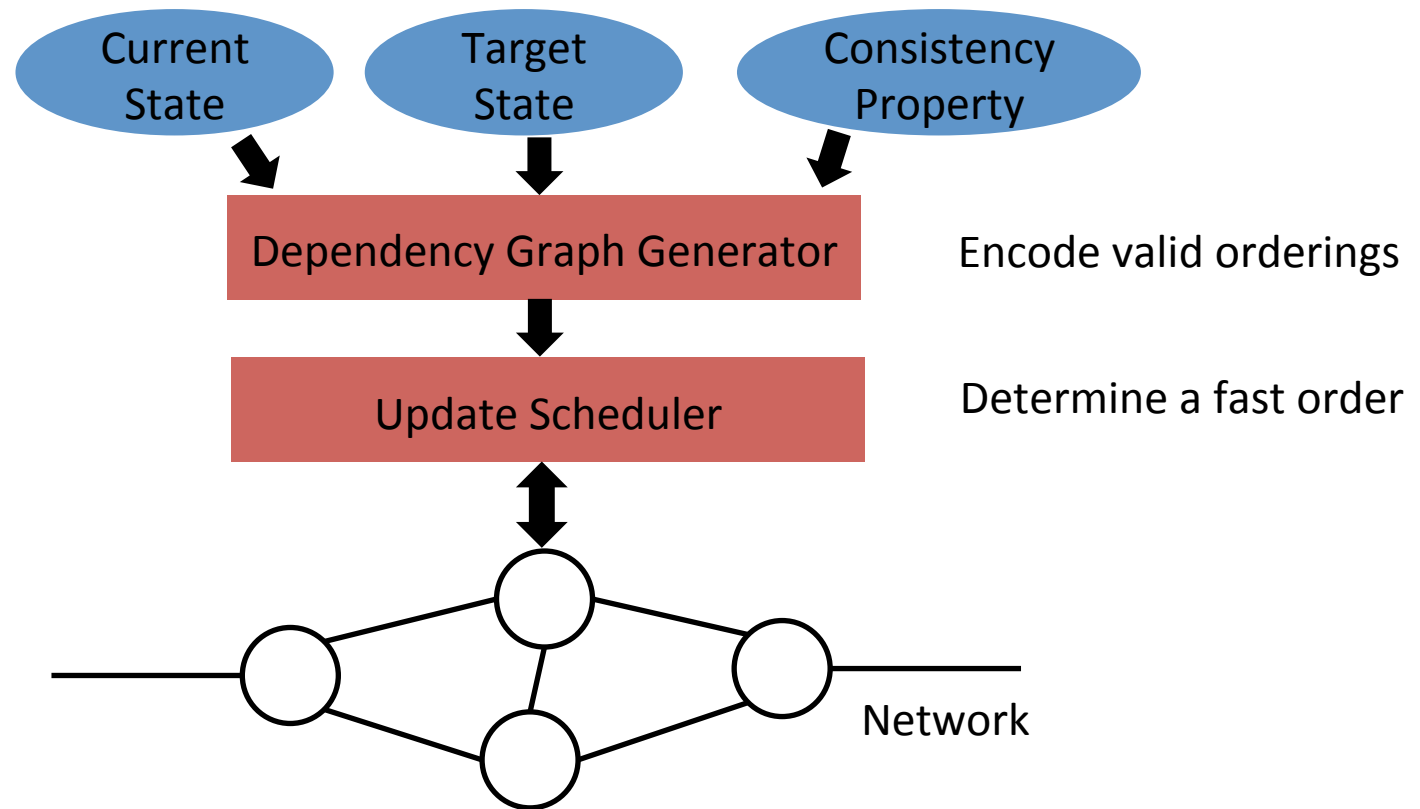 Current
State
Target
State
Consistency
Property
Dependency Graph Generator
Encode valid orderings
Update Scheduler
Determine a fast order
Network